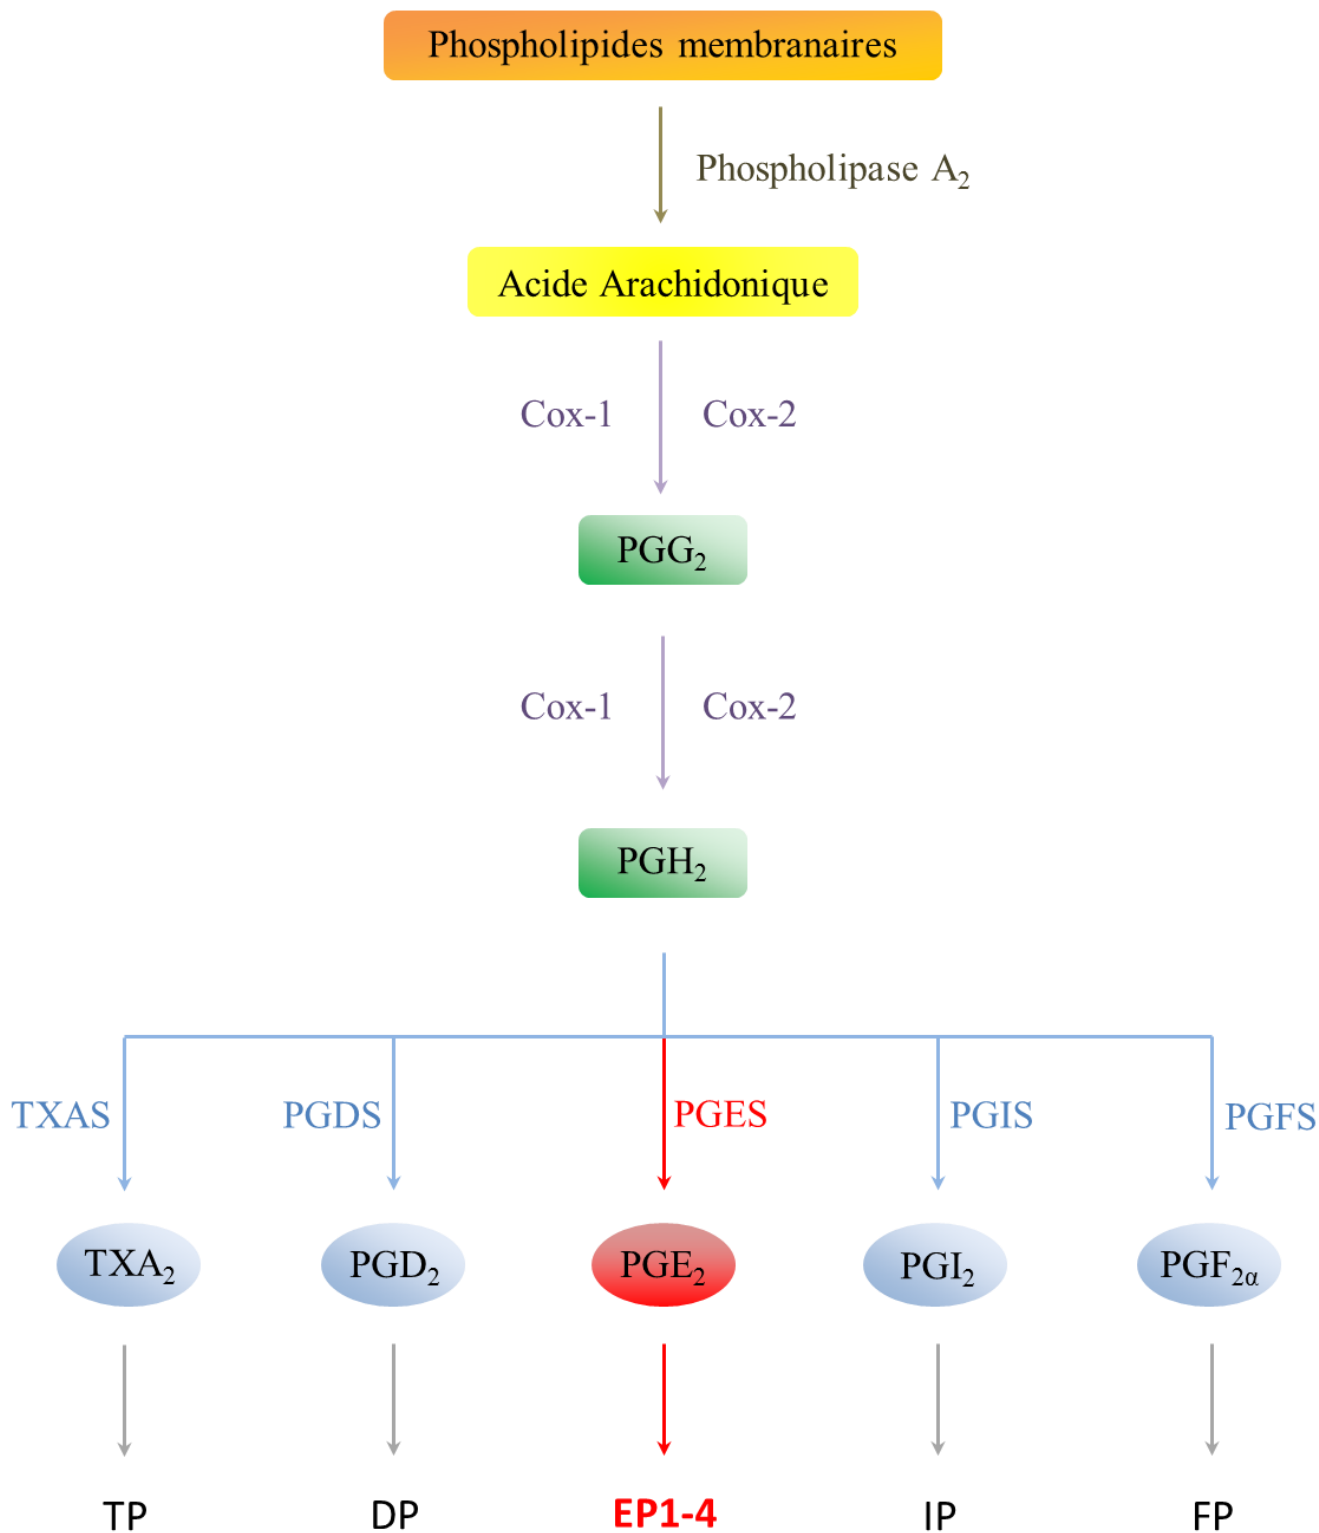 Phospholipides membranaires
Phospholipase A₂
Acide Arachidonique
Cox-1 Cox-2
PGG₂
Cox-1 Cox-2
PGH₂
TXAS PGDS PGES PGIS PGFS
TXA₂ PGD₂ PGE₂ PGI₂ PGF₂α
TP DP EP1-4 IP FP